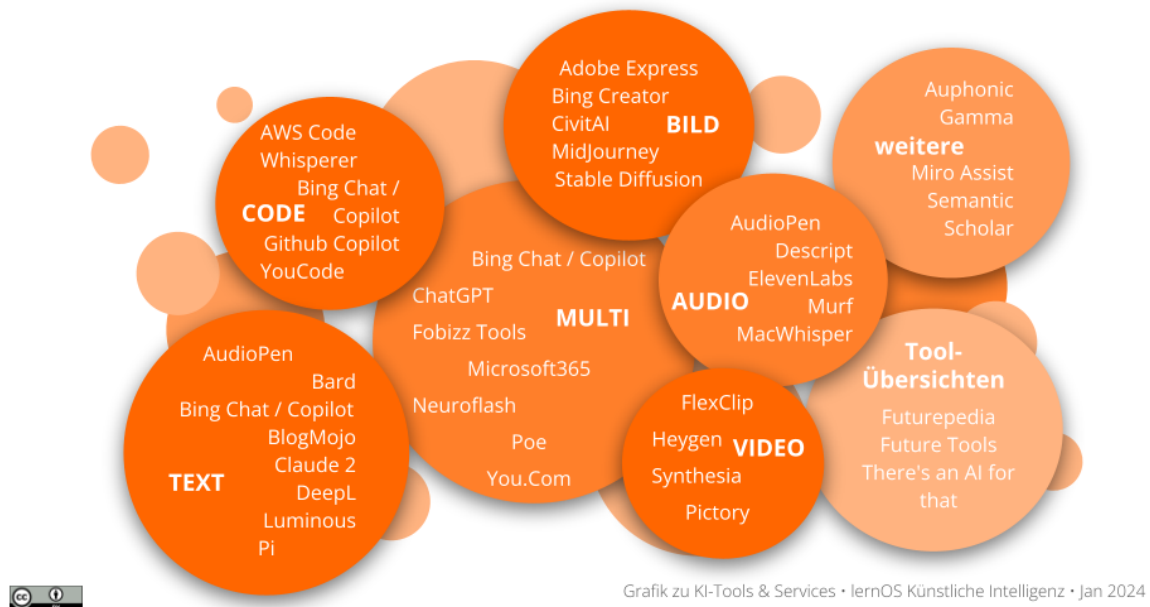 Adobe Express
Bing Creator
CivitAI
BILD
MidJourney
Stable Diffusion
Auphonic
Gamma
weitere
Miro Assist
Semantic
Scholar
AWS Code
Whisperer
Bing Chat /
CODE
Copilot
Github Copilot
YouCode
Bing Chat / Copilot
ChatGPT
MULTI
Fobizz Tools
Microsoft365
Neuroflash
Poe
You.Com
AudioPen
Descript
ElevenLabs
AUDIO
Murf
MacWhisper
AudioPen
Bard
Bing Chat / Copilot
BlogMojo
Claude 2
TEXT
DeepL
Luminous
Pi
FlexClip
Heygen
VIDEO
Synthesia
Pictory
Tool-
Übersichten
Futurepedia
Future Tools
There's an AI for
that
cc
Grafik zu KI-Tools & Services • lernOS Künstliche Intelligenz • Jan 2024